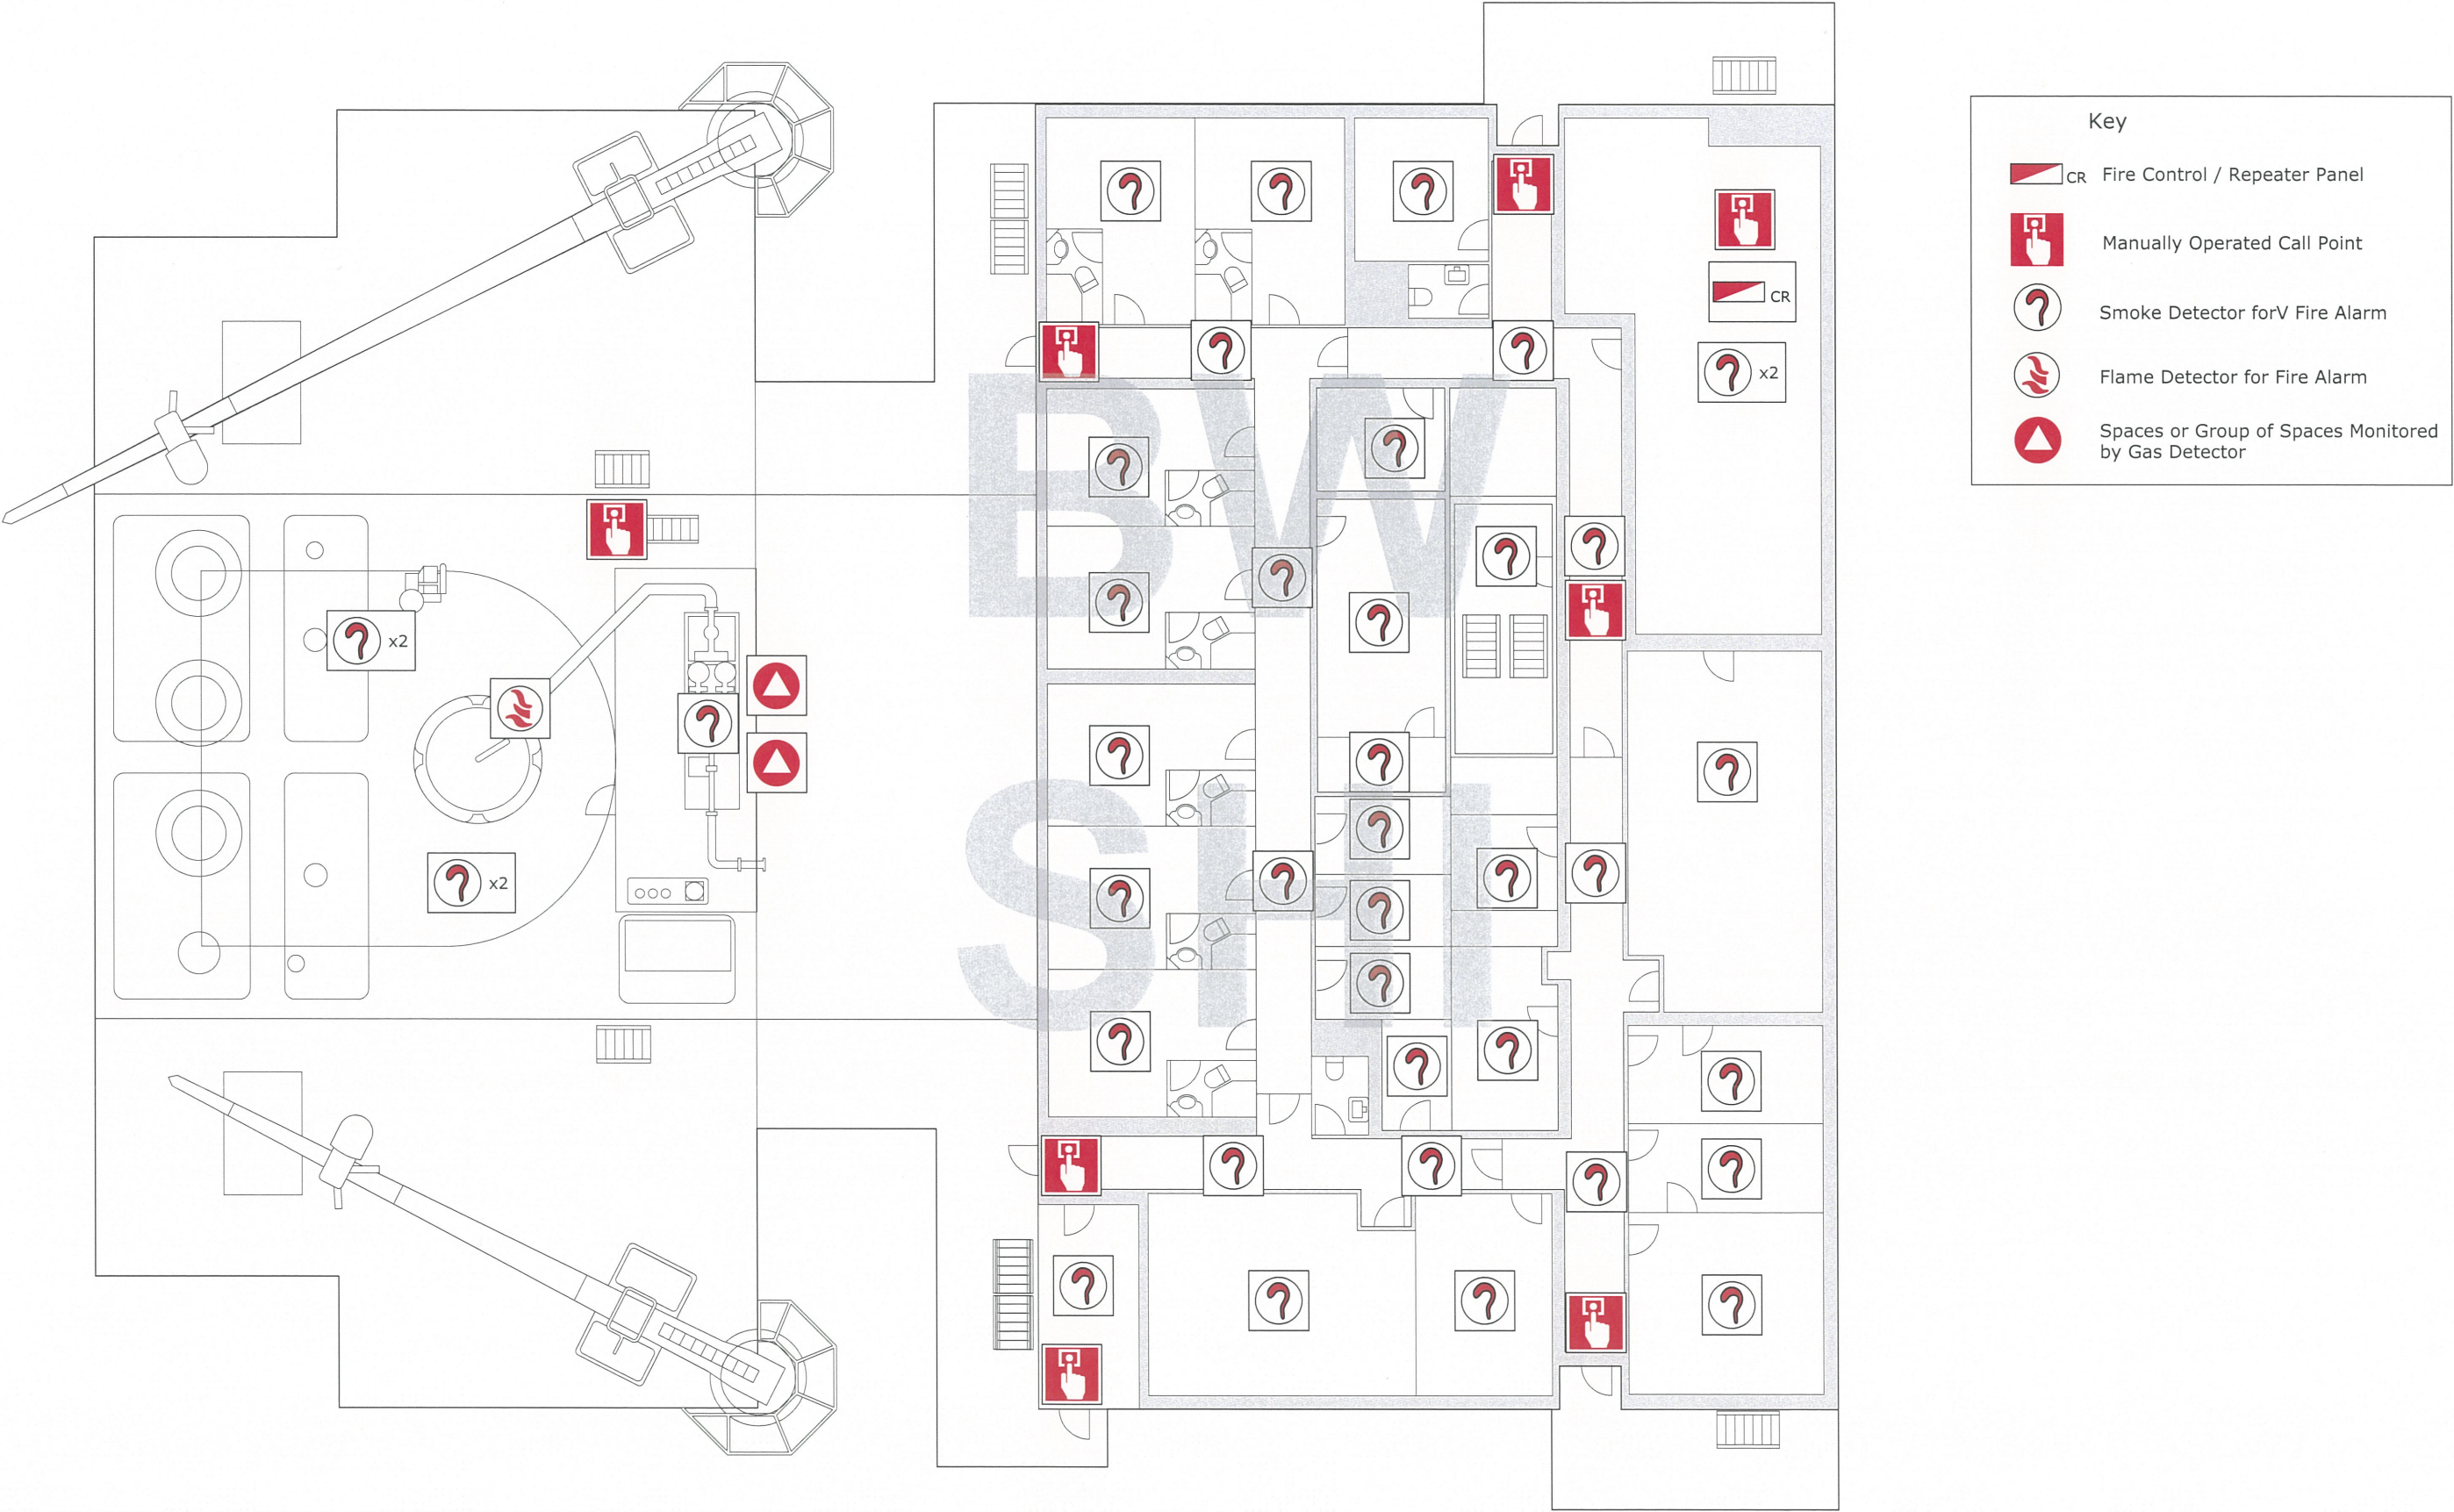 Key
CR Fire Control / Repeater Panel
Manually Operated Call Point
Smoke Detector forV Fire Alarm
Flame Detector for Fire Alarm
Spaces or Group of Spaces Monitored
by Gas Detector
CR
x2
x2
x2
BW
SHI